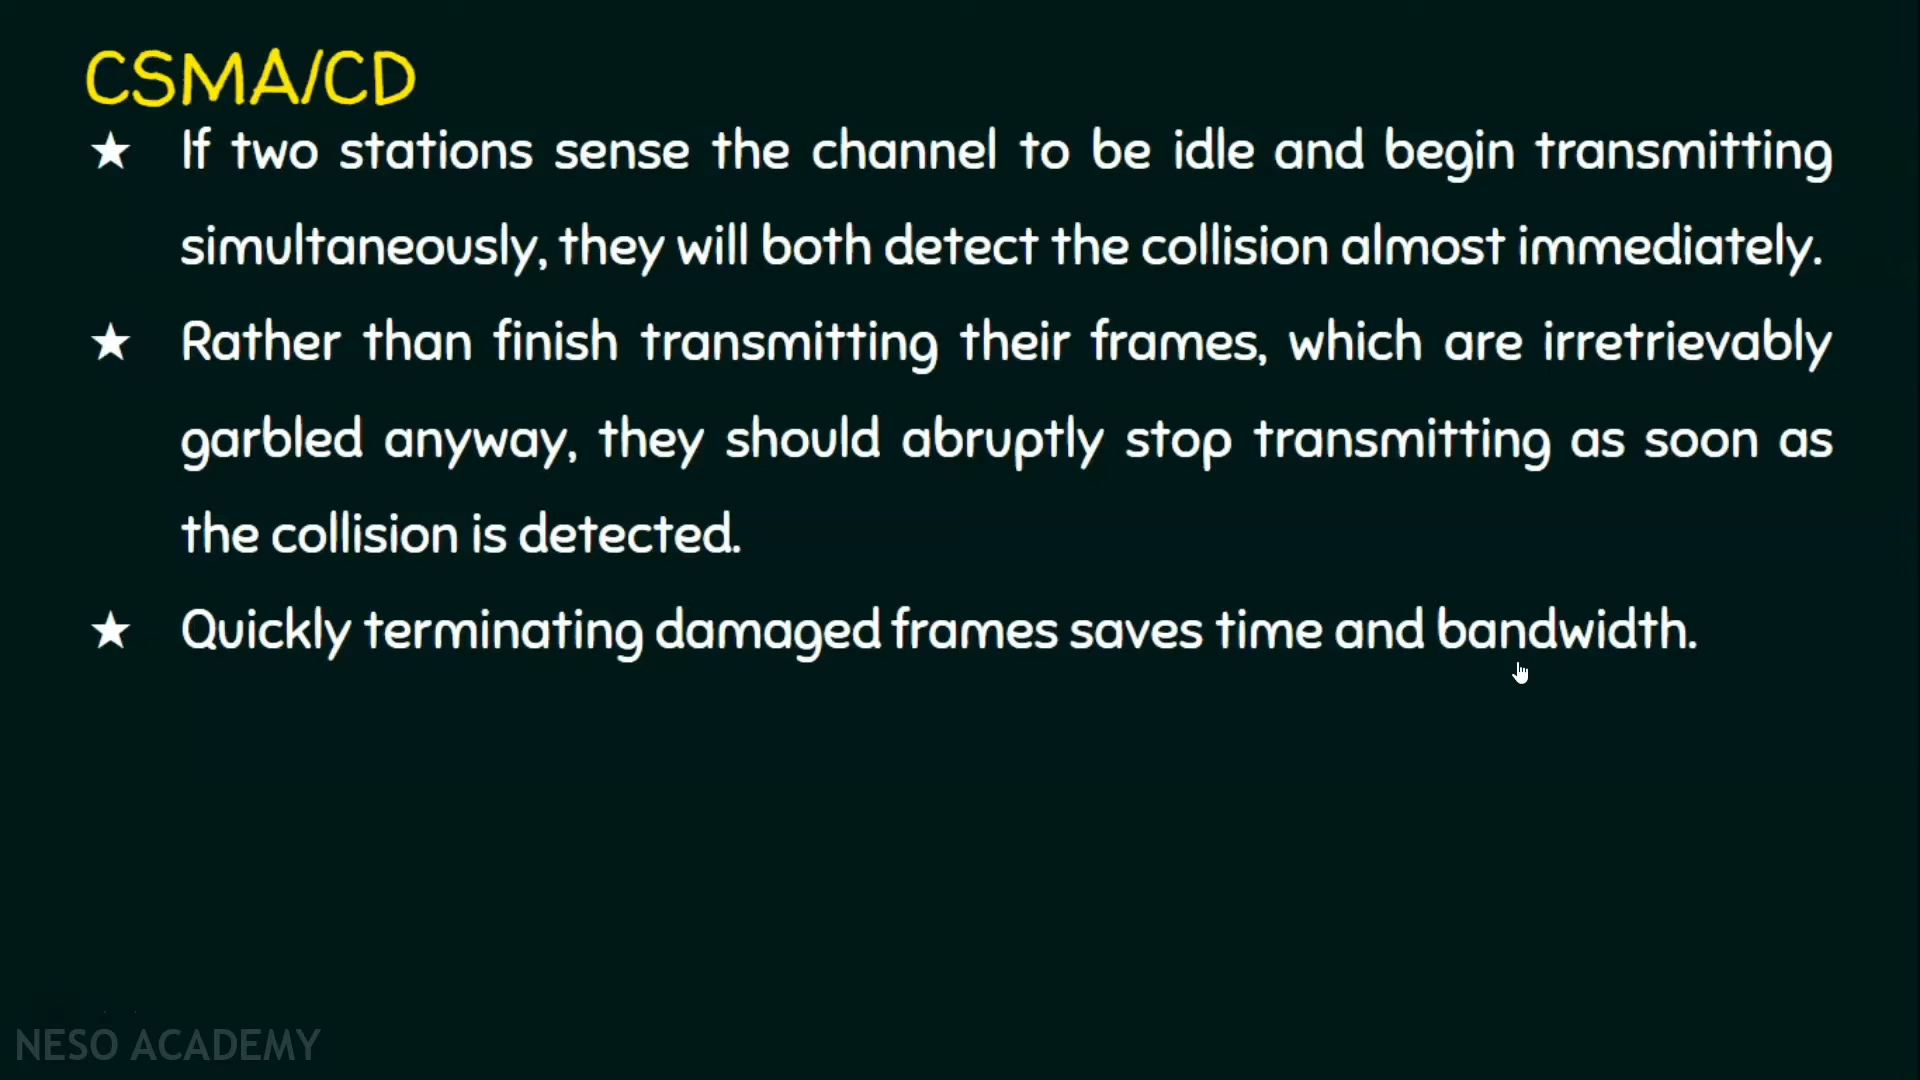 CSMA/CD
★ If two stations sense the channel to be idle and begin transmitting
simultaneously, they will both detect the collision almost immediately.
★ Rather than finish transmitting their frames, which are irretrievably
garbled anyway, they should abruptly stop transmitting as soon as
the collision is detected.
★ Quickly terminating damaged frames saves time and bandwidth.
NESO ACADEMY